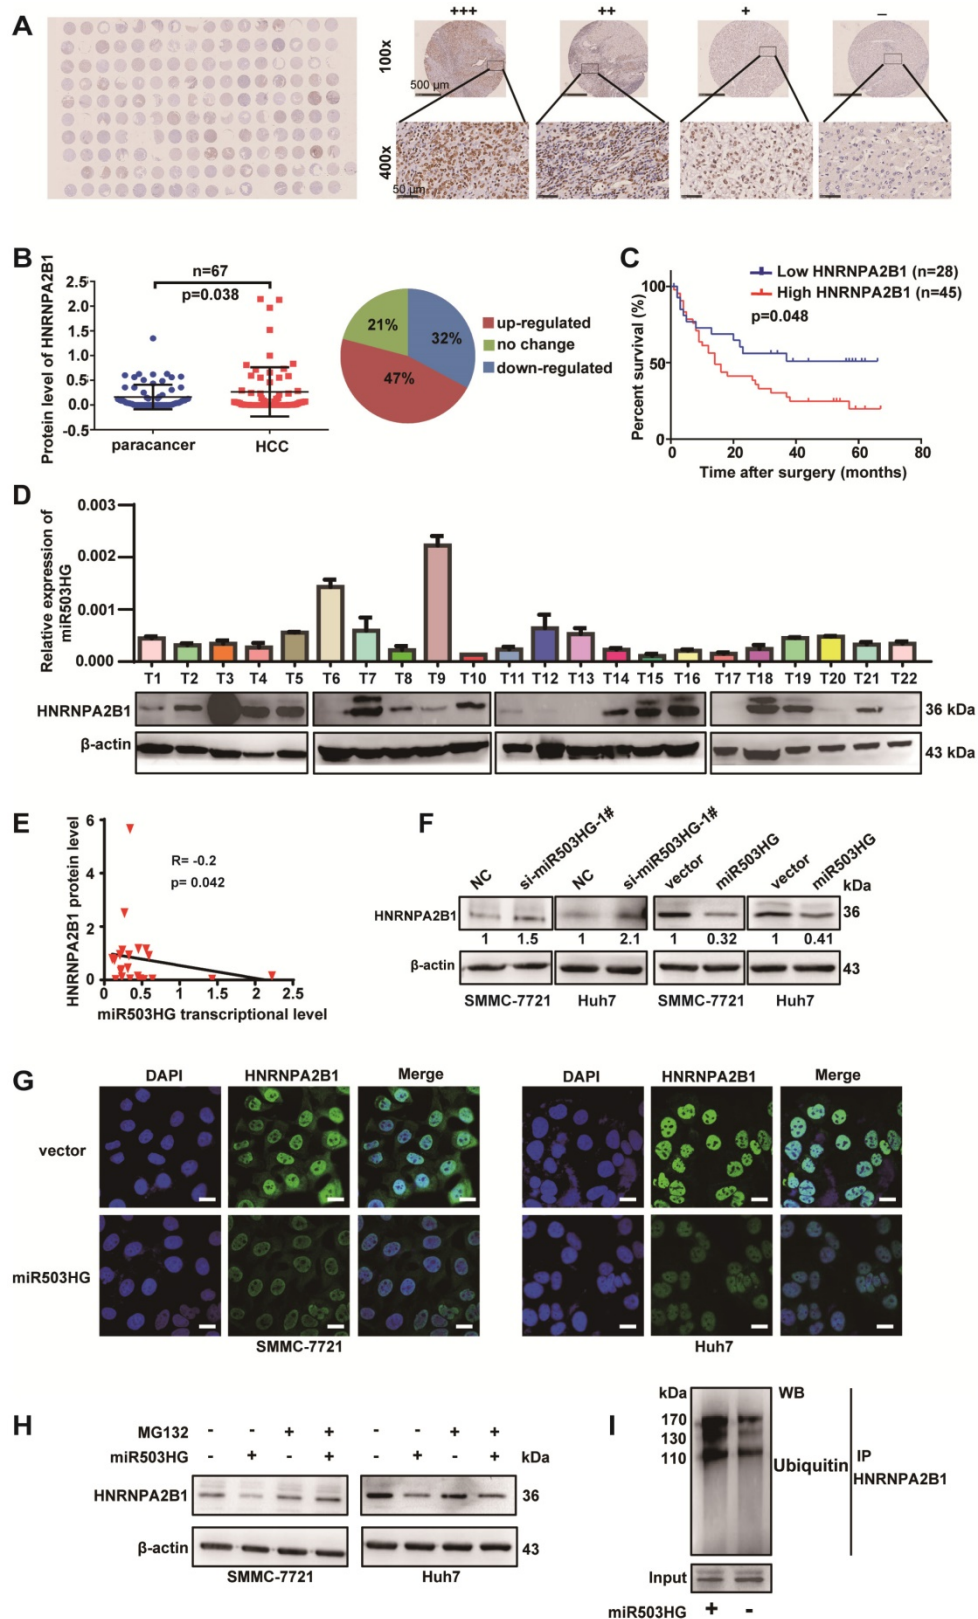 A
+++ ++ + –
100x
500 μm
400x
50 μm
B
Protein level of HNRNPA2B1
2.5
2.0
1.5
1.0
0.5
0.0
-0.5
n=67
p=0.038
paracancer HCC
21%
32%
47%
up-regulated
no change
down-regulated
C
Percent survival (%)
100
50
0
0 20 40 60 80
Time after surgery (months)
Low HNRNPA2B1 (n=28)
High HNRNPA2B1 (n=45)
p=0.048
D
Relative expression of
miR503HG
0.003
0.002
0.001
0.000
T1 T2 T3 T4 T5 T6 T7 T8 T9 T10 T11 T12 T13 T14 T15 T16 T17 T18 T19 T20 T21 T22
HNRNPA2B1 36 kDa
β-actin 43 kDa
E
HNRNPA2B1 protein level
6
4
2
0
R= -0.2
p= 0.042
0 0.5 1 1.5 2 2.5
miR503HG transcriptional level
F
NC si-miR503HG-1# NC si-miR503HG-1# vector miR503HG vector miR503HG
kDa
HNRNPA2B1 36
1 1.5 1 2.1 1 0.32 1 0.41
β-actin 43
SMMC-7721 Huh7 SMMC-7721 Huh7
G
DAPI HNRNPA2B1 Merge DAPI HNRNPA2B1 Merge
vector
miR503HG
SMMC-7721 Huh7
H
MG132 - - + + - - + +
miR503HG - + - + - + - + kDa
HNRNPA2B1 36
β-actin 43
SMMC-7721 Huh7
I
kDa WB
170
130
110
Ubiquitin
IP
HNRNPA2B1
Input
miR503HG + -